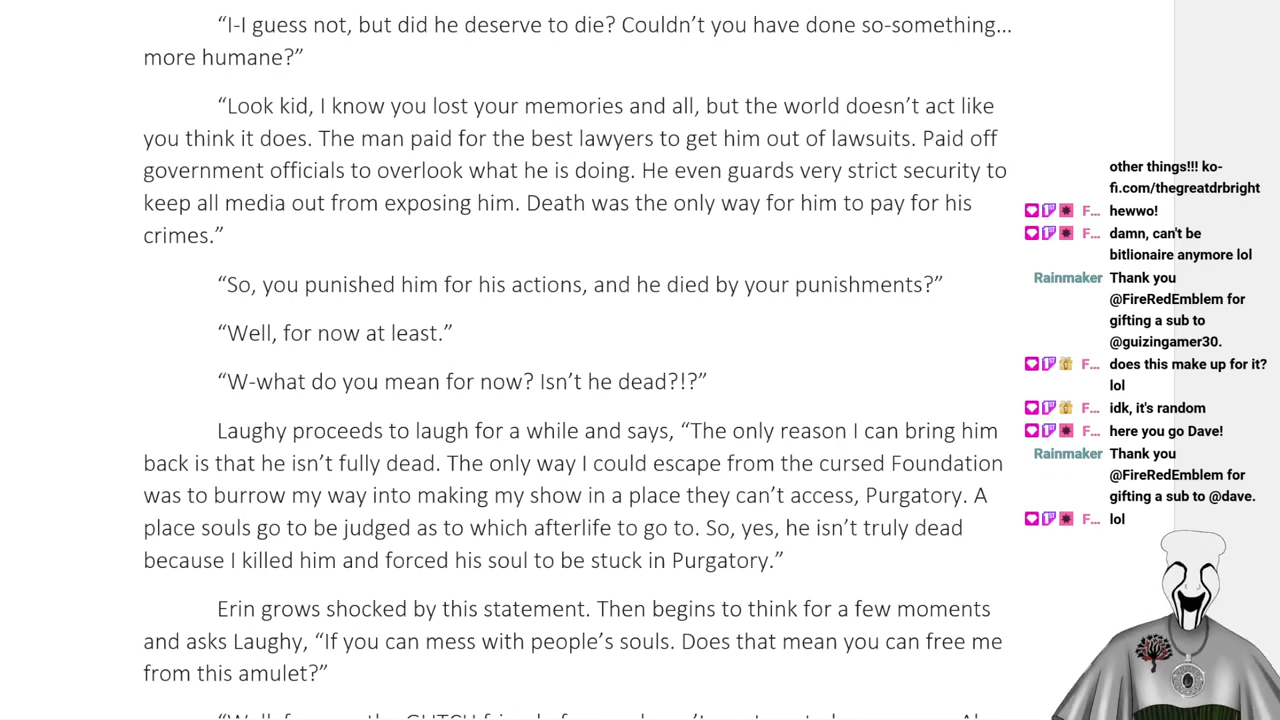 “I-I guess not, but did he deserve to die? Couldn’t you have done so-something…
more humane?”
“Look kid, I know you lost your memories and all, but the world doesn’t act like
you think it does. The man paid for the best lawyers to get him out of lawsuits. Paid off
government officials to overlook what he is doing. He even guards very strict security to
keep all media out from exposing him. Death was the only way for him to pay for his
crimes.”
“So, you punished him for his actions, and he died by your punishments?”
“Well, for now at least.”
“W-what do you mean for now? Isn’t he dead?!?”
Laughy proceeds to laugh for a while and says, “The only reason I can bring him
back is that he isn’t fully dead. The only way I could escape from the cursed Foundation
was to burrow my way into making my show in a place they can’t access, Purgatory. A
place souls go to be judged as to which afterlife to go to. So, yes, he isn’t truly dead
because I killed him and forced his soul to be stuck in Purgatory.”
Erin grows shocked by this statement. Then begins to think for a few moments
and asks Laughy, “If you can mess with people’s souls. Does that mean you can free me
from this amulet?”
other things!!! ko-
fi.com/thegreatdrbright
F… hewwo!
F… damn, can't be
bitlionaire anymore lol
Rainmaker Thank you
@FireRedEmblem for
gifting a sub to
@guizingamer30.
F… does this make up for it?
lol
F… idk, it's random
F… here you go Dave!
Rainmaker Thank you
@FireRedEmblem for
gifting a sub to @dave.
F… lol